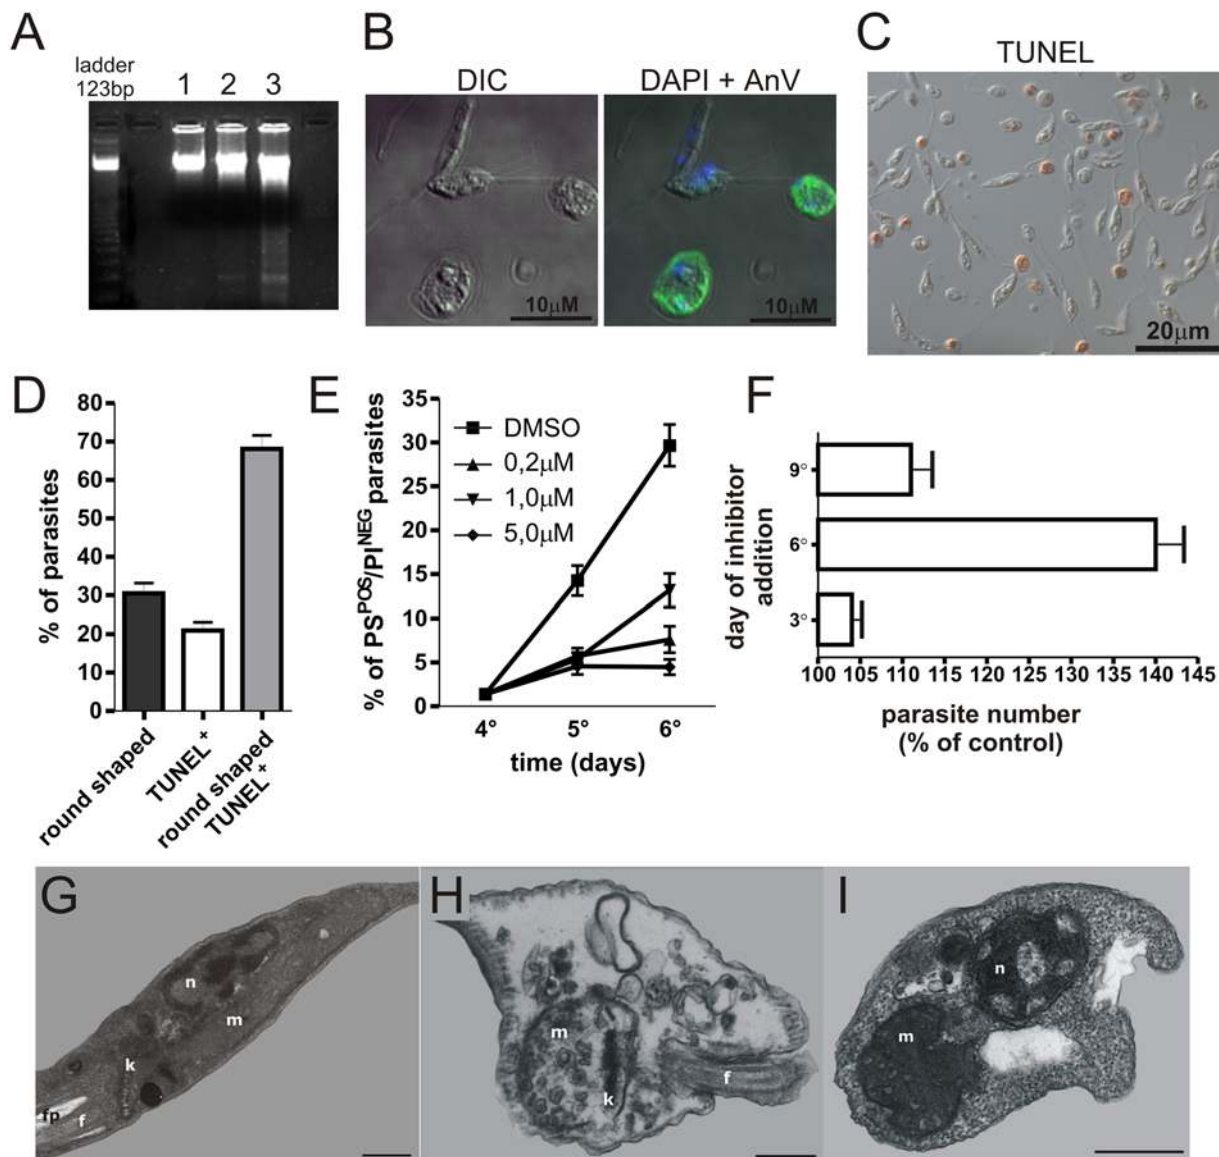 A
ladder
123bp
1 2 3
B
DIC
DAPI + AnV
10µM
10µM
C
TUNEL
20µm
D
% of parasites
80
70
60
50
40
30
20
10
0
round shaped
TUNEL+
round shaped
TUNEL+
E
% of PSPOS/PINEG parasites
35
30
25
20
15
10
5
0
DMSO
0,2µM
1,0µM
5,0µM
4° 5° 6°
time (days)
F
day of inhibitor
addition
9°
6°
3°
100 105 110 115 120 125 130 135 140 145
parasite number
(% of control)
G
n
m
k
fp
f
H
m
f
k
I
n
m